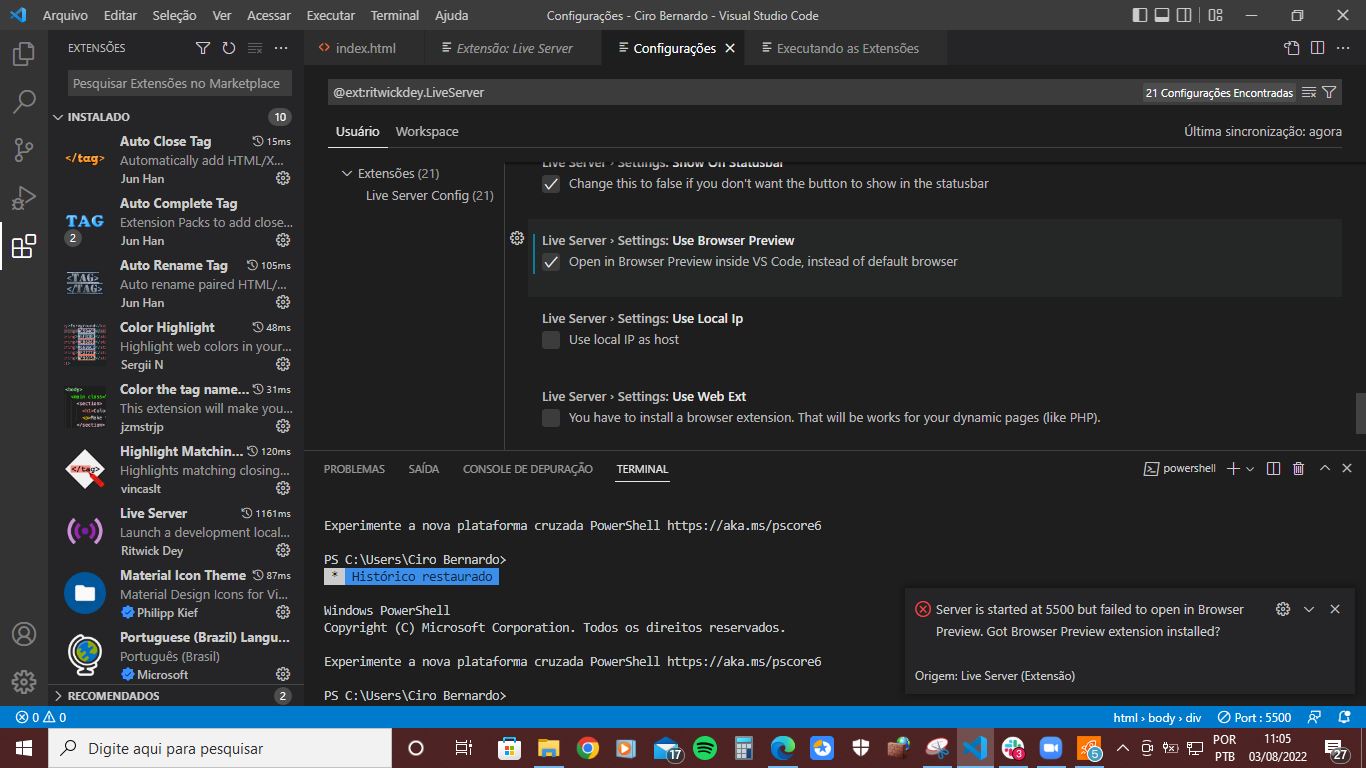 Arquivo Editar Seleção Ver Acessar Executar Terminal Ajuda Configurações - Ciro Bernardo - Visual Studio Code
EXTENSÕES
Pesquisar Extensões no Marketplace
INSTALADO 10
Auto Close Tag 15ms
Automatically add HTML/X...
Jun Han
Auto Complete Tag
Extension Packs to add close...
Jun Han
TAG
2
Auto Rename Tag 105ms
Auto rename paired HTML/...
Jun Han
<TAG>
</TAG>
Color Highlight 48ms
Highlight web colors in your...
Sergii N
Color the tag name... 31ms
This extension will make you...
jzmstrjp
Highlight Matchin... 120ms
Highlights matching closing...
vincaslt
Live Server 1161ms
Launch a development local...
Ritwick Dey
Material Icon Theme 87ms
Material Design Icons for Vi...
Philipp Kief
Portuguese (Brazil) Langu...
Português (Brasil)
Microsoft
RECOMENDADOS 2
index.html Extensão: Live Server Configurações Executando as Extensões
@ext:ritwickdey.LiveServer 21 Configurações Encontradas
Usuário Workspace Última sincronização: agora
Extensões (21)
Live Server Config (21)
Live Server › Settings: Show On Statusbar
Change this to false if you don't want the button to show in the statusbar
Live Server › Settings: Use Browser Preview
Open in Browser Preview inside VS Code, instead of default browser
Live Server › Settings: Use Local Ip
Use local IP as host
Live Server › Settings: Use Web Ext
You have to install a browser extension. That will be works for your dynamic pages (like PHP).
PROBLEMAS SAÍDA CONSOLE DE DEPURAÇÃO TERMINAL powershell
Experimente a nova plataforma cruzada PowerShell https://aka.ms/pscore6
PS C:\Users\Ciro Bernardo>
* Histórico restaurado
Windows PowerShell
Copyright (C) Microsoft Corporation. Todos os direitos reservados.
Experimente a nova plataforma cruzada PowerShell https://aka.ms/pscore6
PS C:\Users\Ciro Bernardo>
Server is started at 5500 but failed to open in Browser
Preview. Got Browser Preview extension installed?
Origem: Live Server (Extensão)
0 0 html › body › div Port : 5500
Digite aqui para pesquisar
17
3
5
POR
PTB
11:05
03/08/2022
27